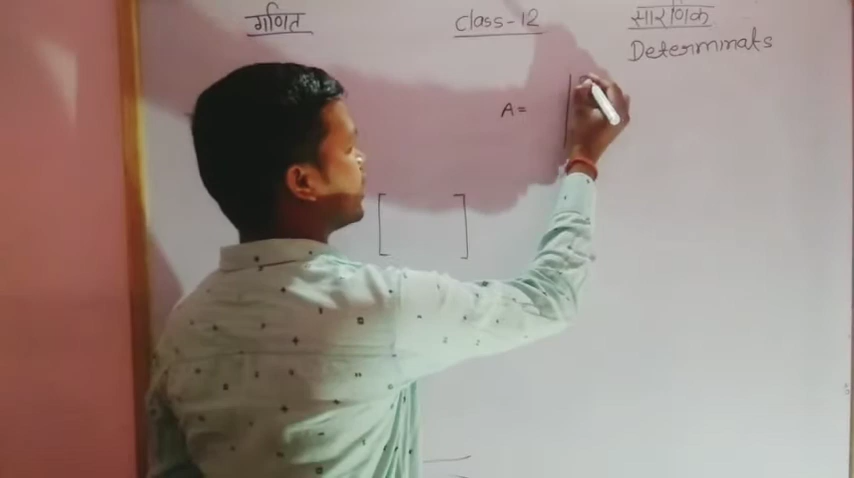 गणित Class-12 सारणिक
Determinats
A =